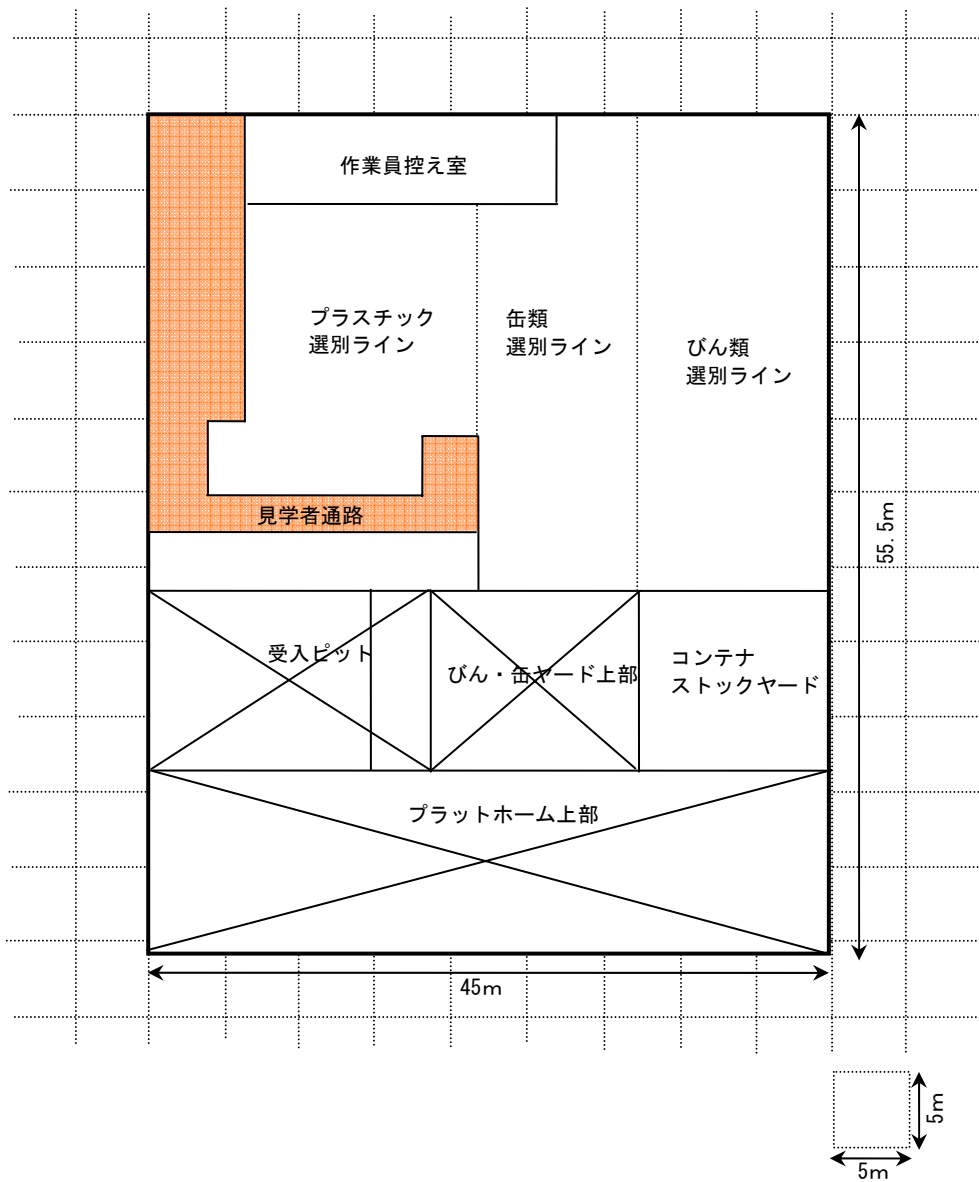 作業員控え室
プラスチック
選別ライン
缶類
選別ライン
びん類
選別ライン
見学者通路
55.5m
受入ピット
びん・缶ヤード上部
コンテナ
ストックヤード
プラットホーム上部
45m
5m
5m